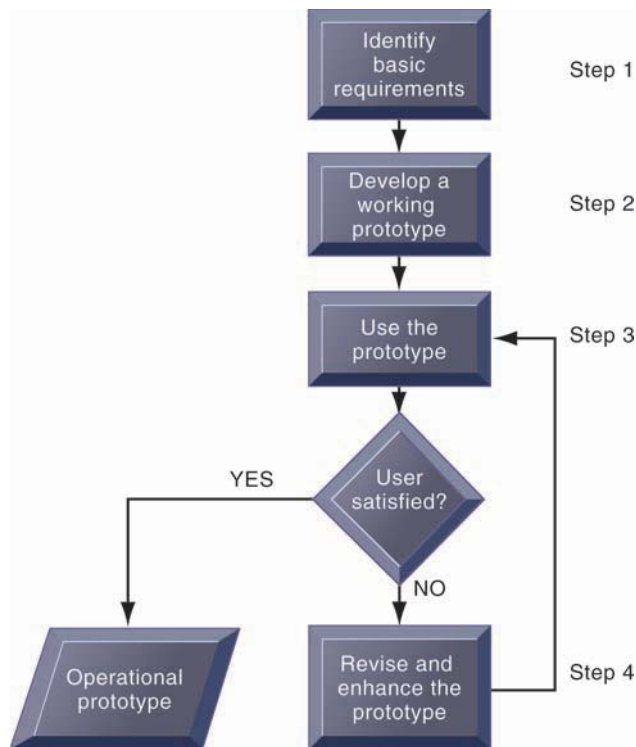 Identify
basic
requirements
Step 1
Develop a
working
prototype
Step 2
Use the
prototype
Step 3
User
satisfied?
YES
NO
Operational
prototype
Revise and
enhance the
prototype
Step 4